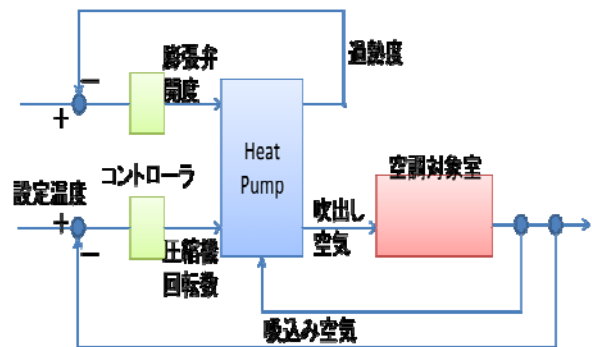 過熱度
膨張弁
開度
−
+
Heat
Pump
コントローラ
空調対象室
設定温度
+
−
吹出し
空気
圧縮機
回転数
吸込み空気